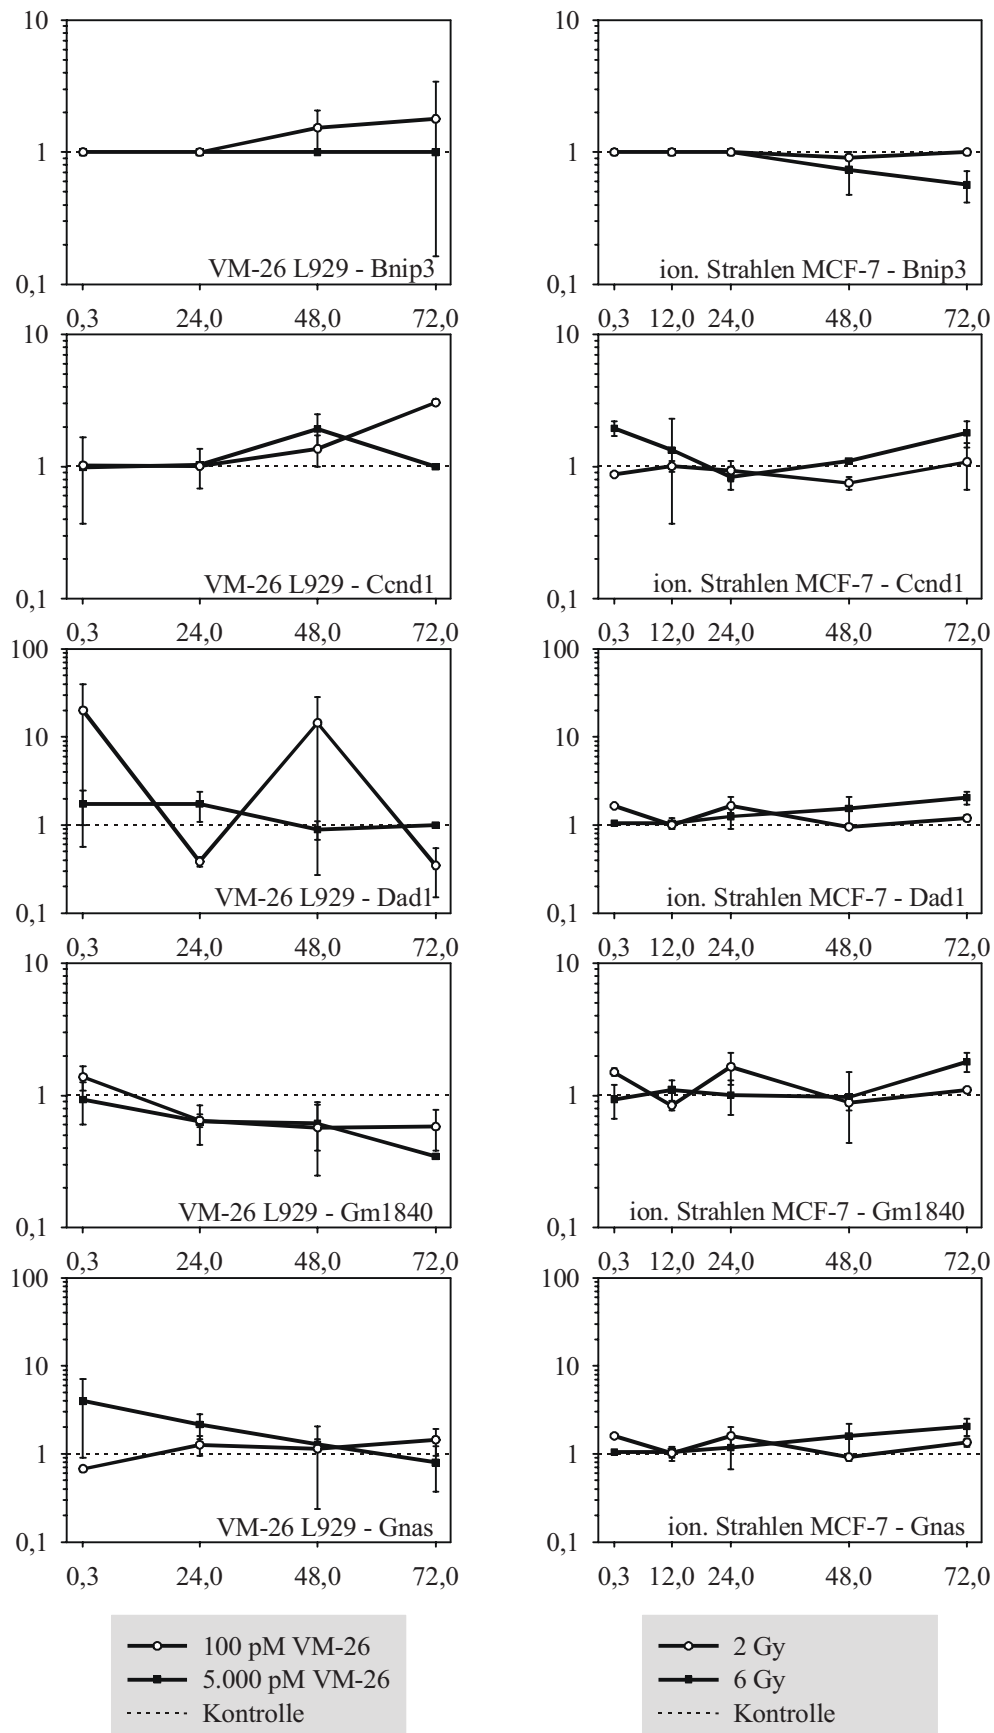 10
1
0,1
VM-26 L929 - Bnip3
0,3 24,0 48,0 72,0
10
1
0,1
ion. Strahlen MCF-7 - Bnip3
0,3 12,0 24,0 48,0 72,0
10
1
0,1
VM-26 L929 - Ccnd1
0,3 24,0 48,0 72,0
10
1
0,1
ion. Strahlen MCF-7 - Ccnd1
0,3 12,0 24,0 48,0 72,0
100
10
1
0,1
VM-26 L929 - Dad1
0,3 24,0 48,0 72,0
100
10
1
0,1
ion. Strahlen MCF-7 - Dad1
0,3 12,0 24,0 48,0 72,0
10
1
0,1
VM-26 L929 - Gm1840
0,3 24,0 48,0 72,0
10
1
0,1
ion. Strahlen MCF-7 - Gm1840
0,3 12,0 24,0 48,0 72,0
100
10
1
0,1
VM-26 L929 - Gnas
0,3 24,0 48,0 72,0
100
10
1
0,1
ion. Strahlen MCF-7 - Gnas
0,3 12,0 24,0 48,0 72,0
100 pM VM-26
5.000 pM VM-26
Kontrolle
2 Gy
6 Gy
Kontrolle